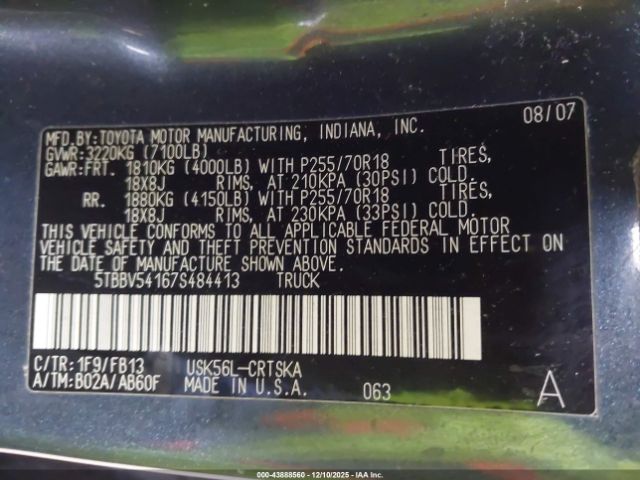 08/07
MFD.BY:TOYOTA MOTOR MANUFACTURING, INDIANA, INC.
GVWR:3220KG (7100LB)
GAWR:FRT. 1810KG (4000LB) WITH P255/70R18 TIRES,
18X8J RIMS, AT 210KPA (30PSI) COLD.
RR. 1880KG (4150LB) WITH P255/70R18 TIRES,
18X8J RIMS, AT 230KPA (33PSI) COLD.
THIS VEHICLE CONFORMS TO ALL APPLICABLE FEDERAL MOTOR
VEHICLE SAFETY AND THEFT PREVENTION STANDARDS IN EFFECT ON
THE DATE OF MANUFACTURE SHOWN ABOVE.
5TBBV54167S484413 TRUCK
C/TR:1F9/FB13 USK56L-CRTSKA
A/TM:B02A/AB60F MADE IN U.S.A. 063 A
000-43888560 - 12/10/2025 - IAA Inc.